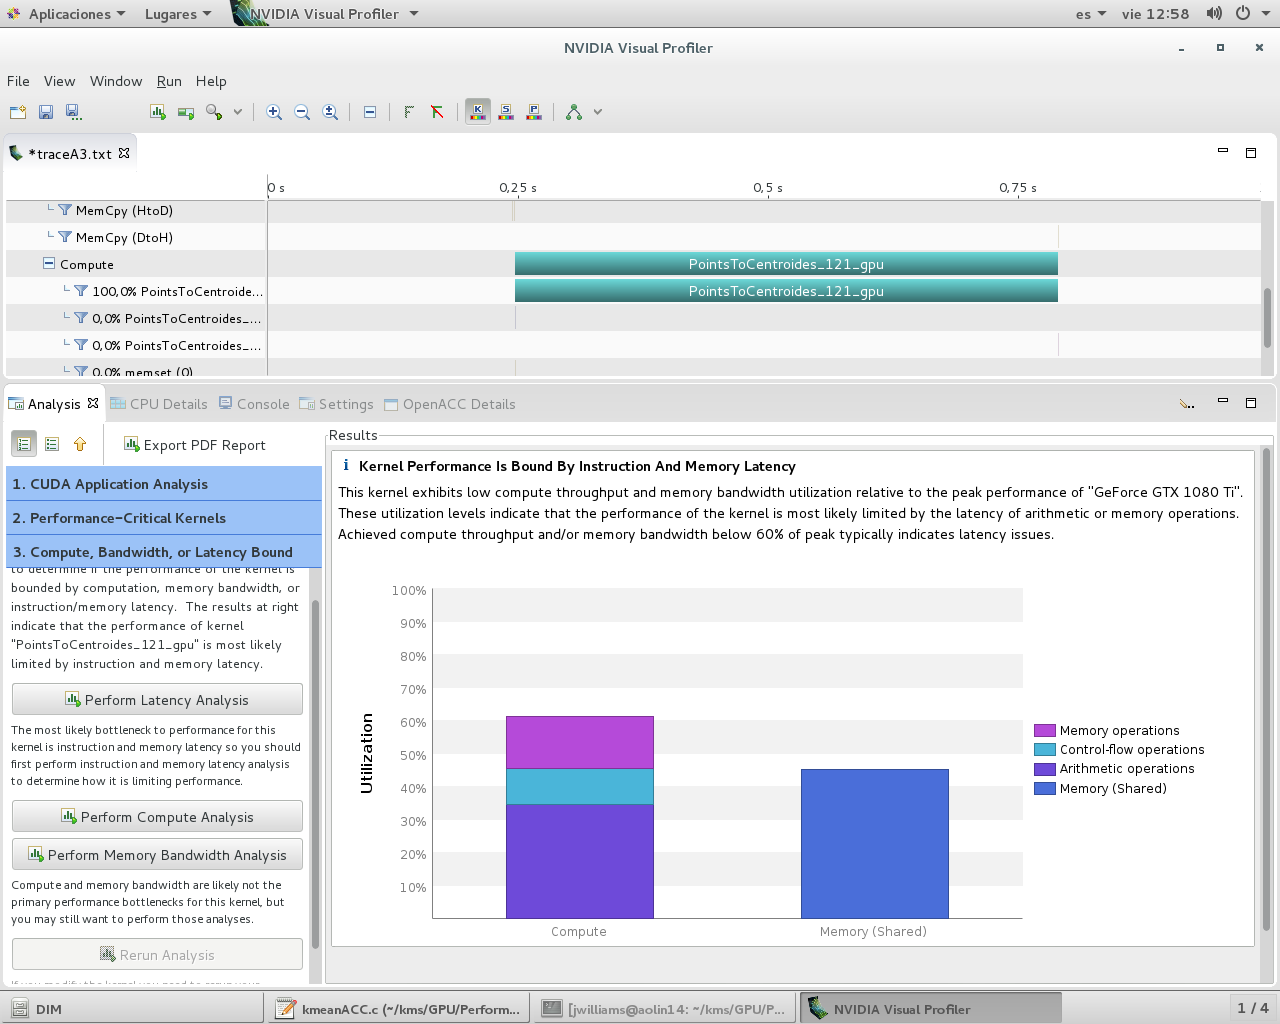 Aplicaciones Lugares NVIDIA Visual Profiler es vie 12:58
NVIDIA Visual Profiler
File View Window Run Help
K S P
*traceA3.txt
0 s 0,25 s 0,5 s 0,75 s
MemCpy (HtoD)
MemCpy (DtoH)
Compute PointsToCentroides_121_gpu
100,0% PointsToCentroide... PointsToCentroides_121_gpu
0,0% PointsToCentroides_...
0,0% PointsToCentroides_...
0,0% memset (0)
Analysis CPU Details Console Settings OpenACC Details
Export PDF Report
1. CUDA Application Analysis
2. Performance-Critical Kernels
3. Compute, Bandwidth, or Latency Bound
to determine if the performance of the kernel is
bounded by computation, memory bandwidth, or
instruction/memory latency. The results at right
indicate that the performance of kernel
"PointsToCentroides_121_gpu" is most likely
limited by instruction and memory latency.
Perform Latency Analysis
The most likely bottleneck to performance for this
kernel is instruction and memory latency so you should
first perform instruction and memory latency analysis
to determine how it is limiting performance.
Perform Compute Analysis
Perform Memory Bandwidth Analysis
Compute and memory bandwidth are likely not the
primary performance bottlenecks for this kernel, but
you may still want to perform those analyses.
Rerun Analysis
If you modify the kernel you need to rerun your
Results
i Kernel Performance Is Bound By Instruction And Memory Latency
This kernel exhibits low compute throughput and memory bandwidth utilization relative to the peak performance of "GeForce GTX 1080 Ti".
These utilization levels indicate that the performance of the kernel is most likely limited by the latency of arithmetic or memory operations.
Achieved compute throughput and/or memory bandwidth below 60% of peak typically indicates latency issues.
100%
90%
80%
70%
60%
50%
40%
30%
20%
10%
Utilization
Compute Memory (Shared)
Memory operations
Control-flow operations
Arithmetic operations
Memory (Shared)
DIM kmeanACC.c (~/kms/GPU/Perform... [jwilliams@aolin14: ~/kms/GPU/P... NVIDIA Visual Profiler 1 / 4